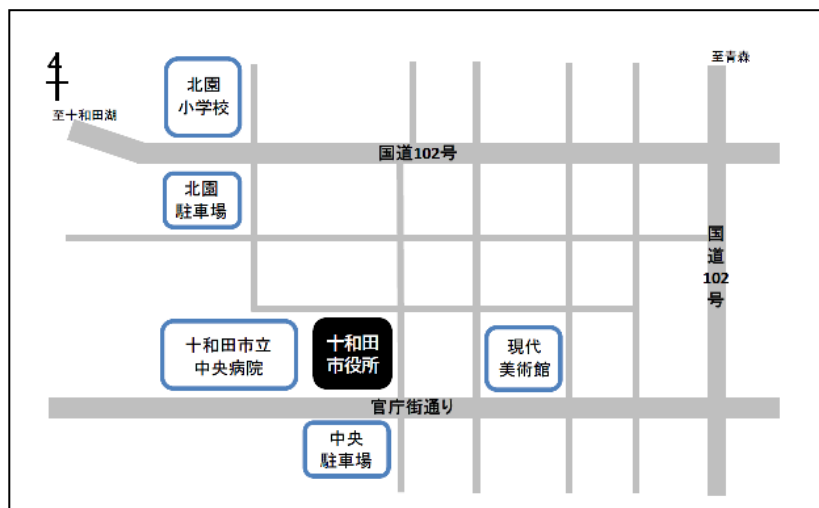 至青森
4
北園
小学校
至十和田湖
国道102号
北園
駐車場
国
道
102
号
十和田市立
中央病院
十和田
市役所
現代
美術館
官庁街通り
中央
駐車場